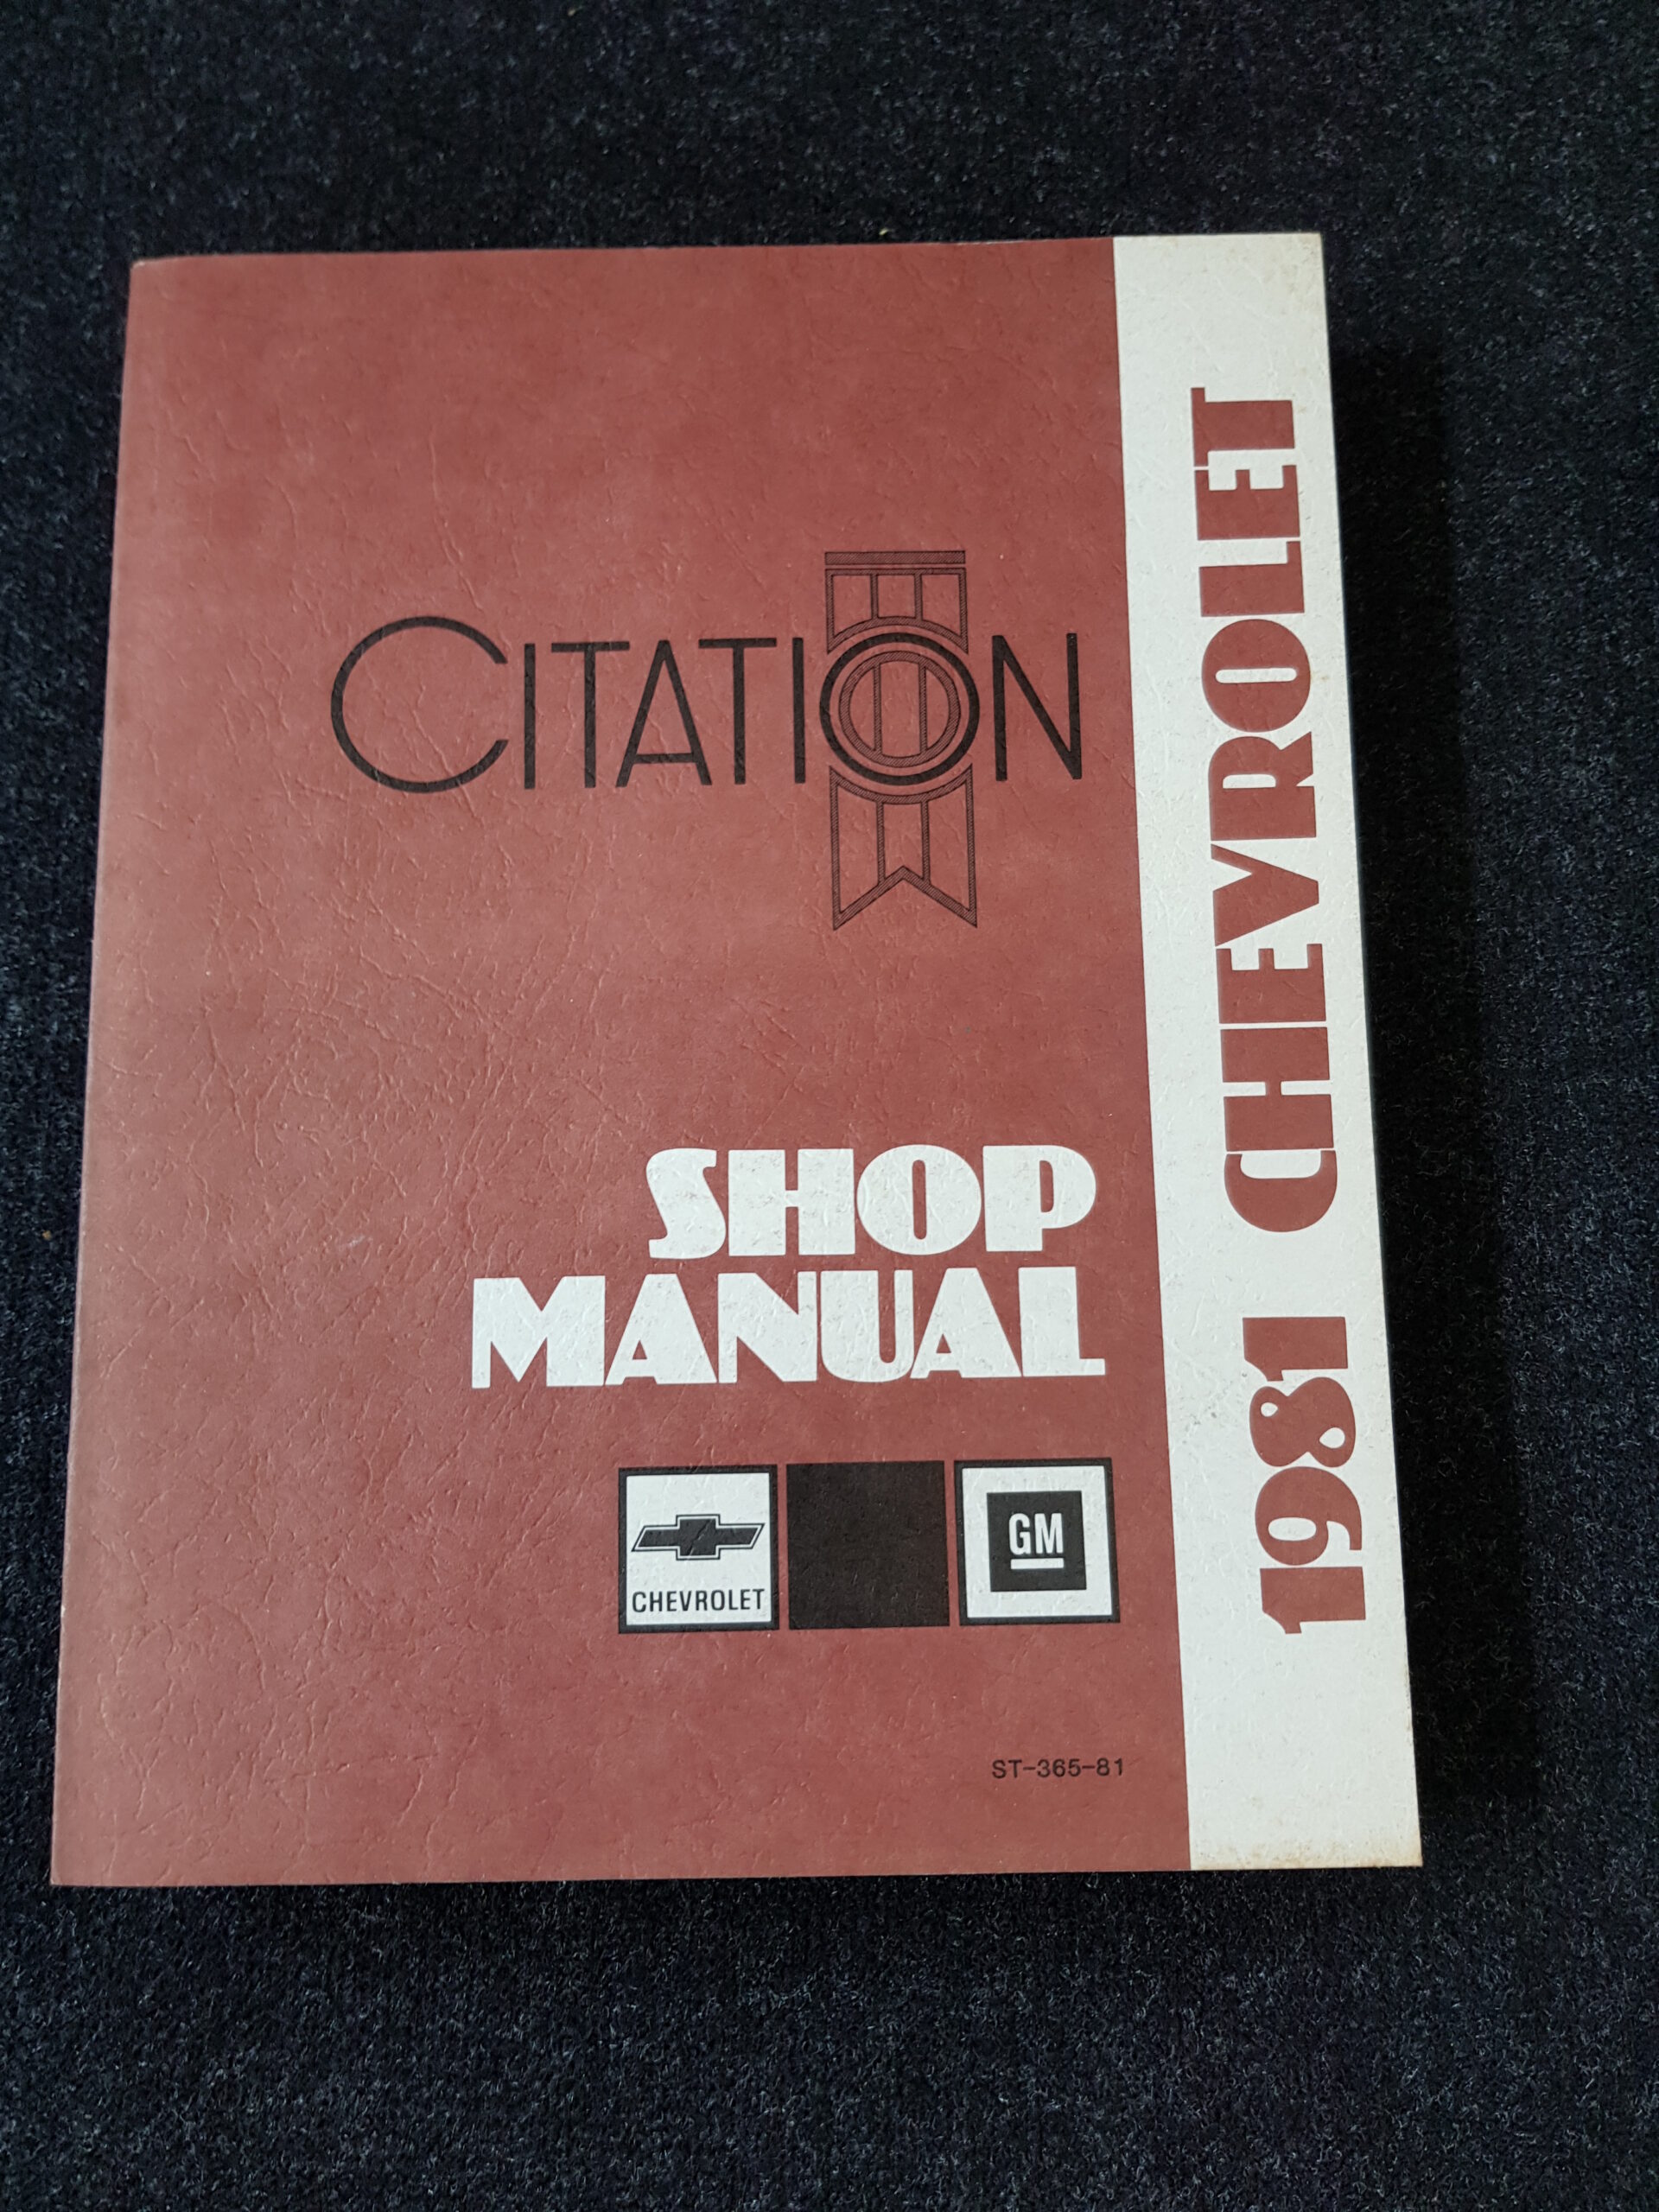 CITATION
SHOP
MANUAL
CHEVROLET
GM
ST-365-81
1981 CHEVROLET